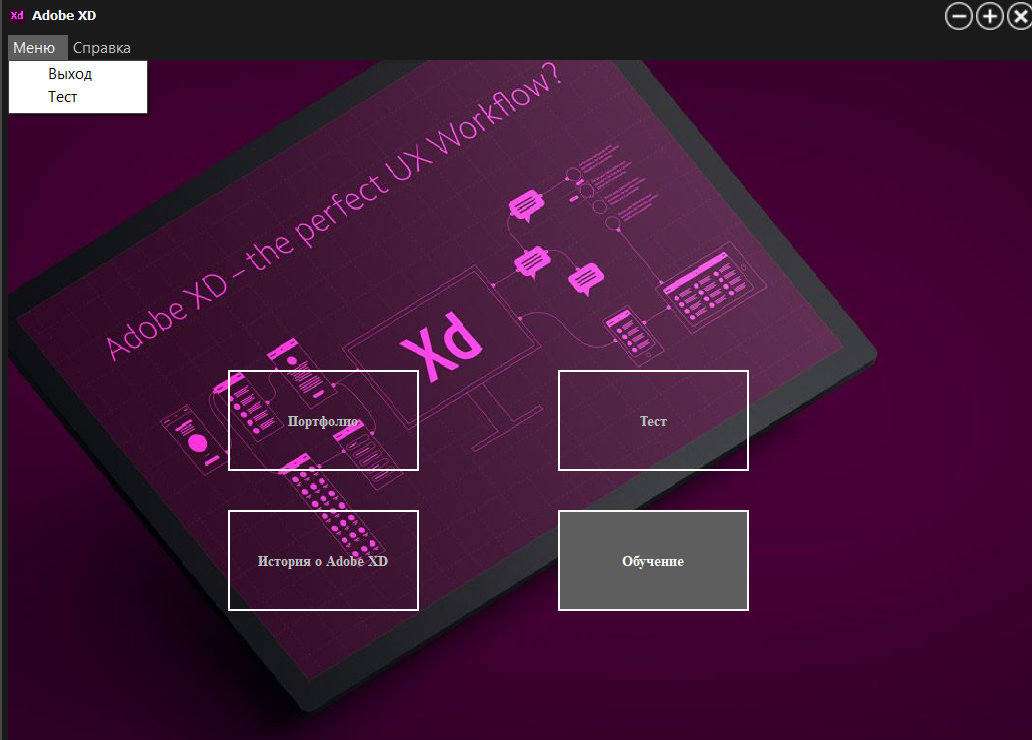 Xd Adobe XD
Меню Справка
Выход
Тест
Adobe XD – the perfect UX Workflow?
Xd
Портфолио
Тест
История о Adobe XD
Обучение